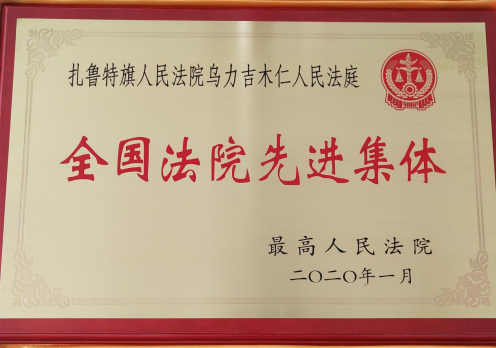 扎鲁特旗人民法院乌力吉木仁人民法庭
全国法院先进集体
最高人民法院
二〇二〇年一月